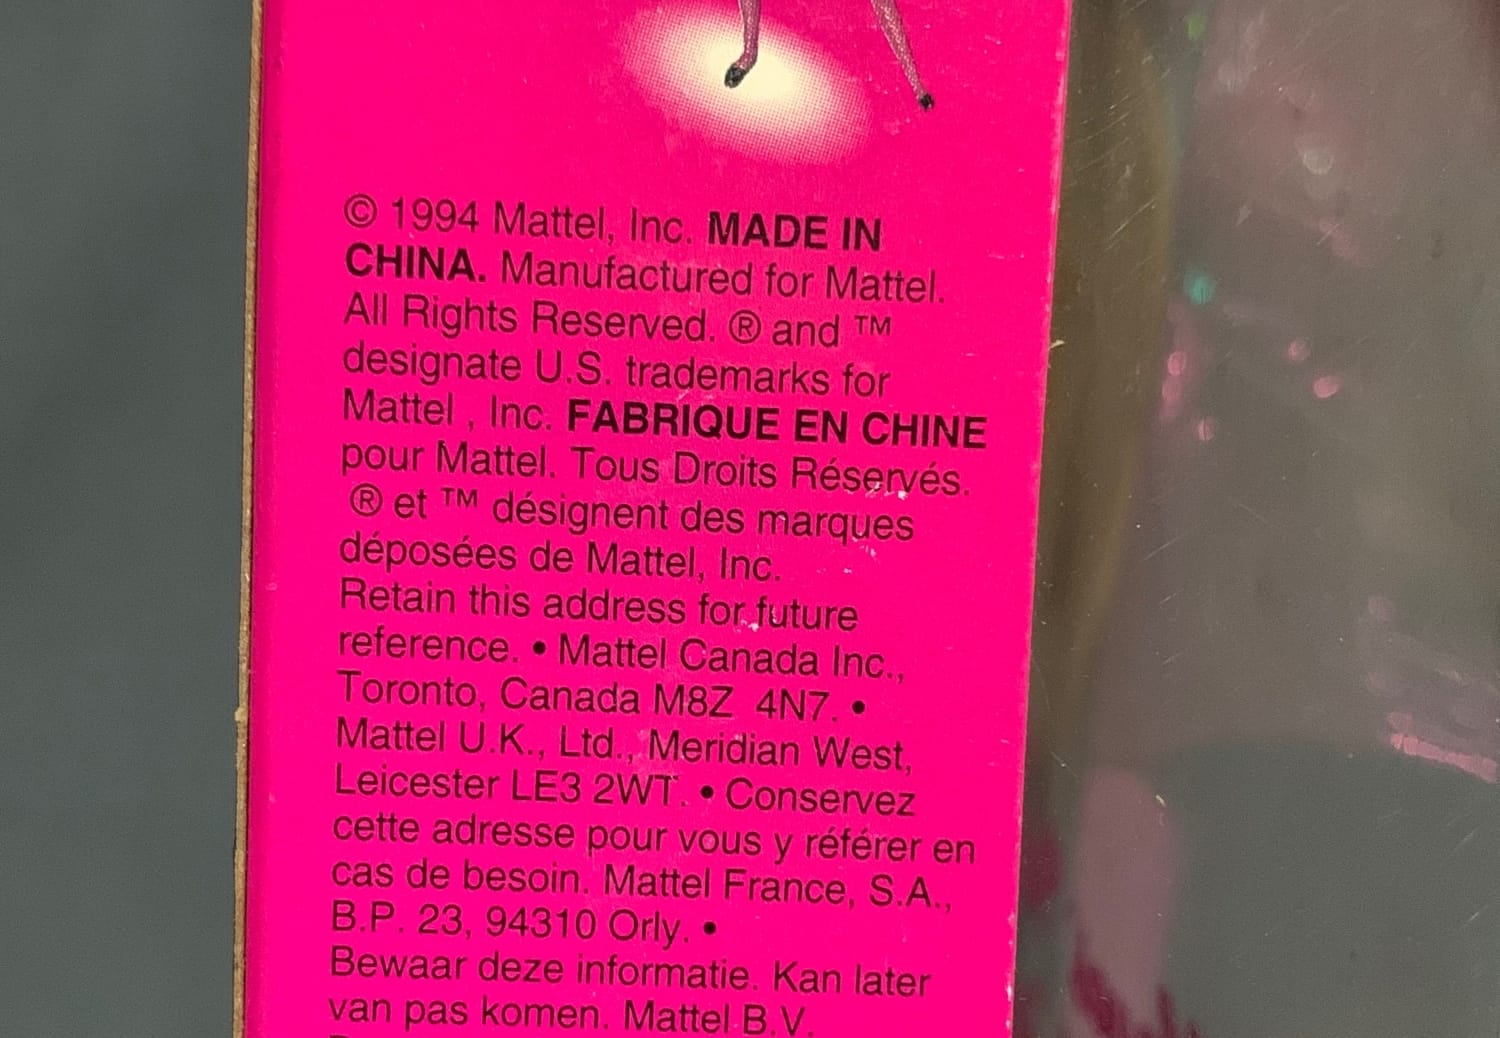 © 1994 Mattel, Inc. MADE IN
CHINA. Manufactured for Mattel.
All Rights Reserved. ® and ™
designate U.S. trademarks for
Mattel , Inc. FABRIQUE EN CHINE
pour Mattel. Tous Droits Réservés.
® et ™ désignent des marques
déposées de Mattel, Inc.
Retain this address for future
reference. • Mattel Canada Inc.,
Toronto, Canada M8Z 4N7. •
Mattel U.K., Ltd., Meridian West,
Leicester LE3 2WT. • Conservez
cette adresse pour vous y référer en
cas de besoin. Mattel France, S.A.,
B.P. 23, 94310 Orly. •
Bewaar deze informatie. Kan later
van pas komen. Mattel B.V.